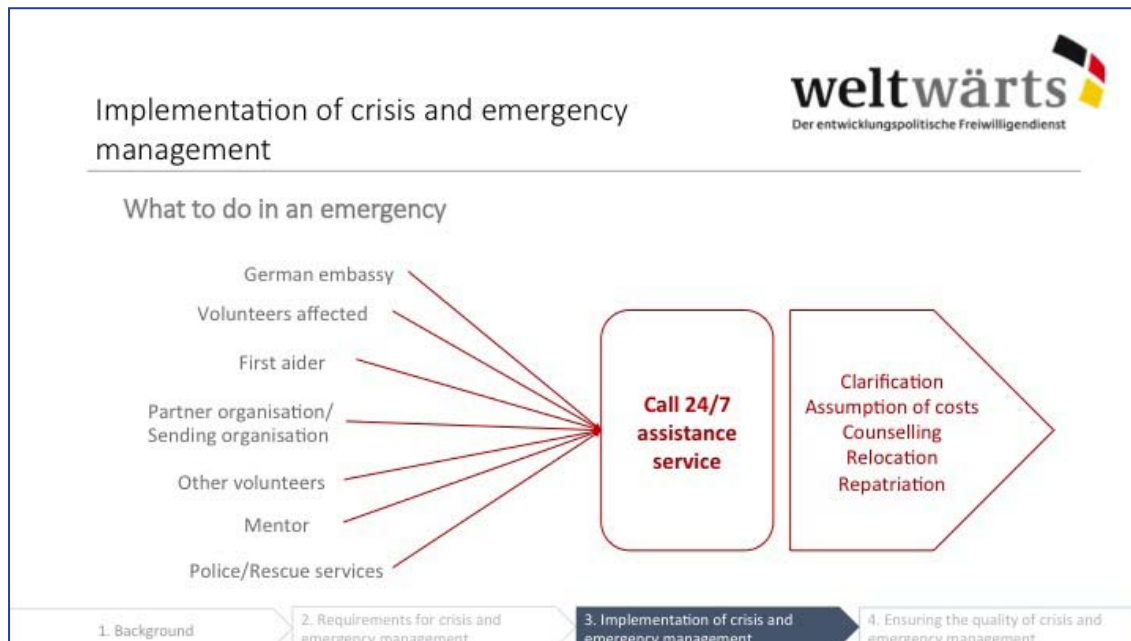 Implementation of crisis and emergency
management
weltwärts
Der entwicklungspolitische Freiwilligendienst
What to do in an emergency
German embassy
Volunteers affected
First aider
Partner organisation/
Sending organisation
Other volunteers
Mentor
Police/Rescue services
Call 24/7
assistance
service
Clarification
Assumption of costs
Counselling
Relocation
Repatriation
1. Background
2. Requirements for crisis and
emergency management
3. Implementation of crisis and
emergency management
4. Ensuring the quality of crisis and
emergency management